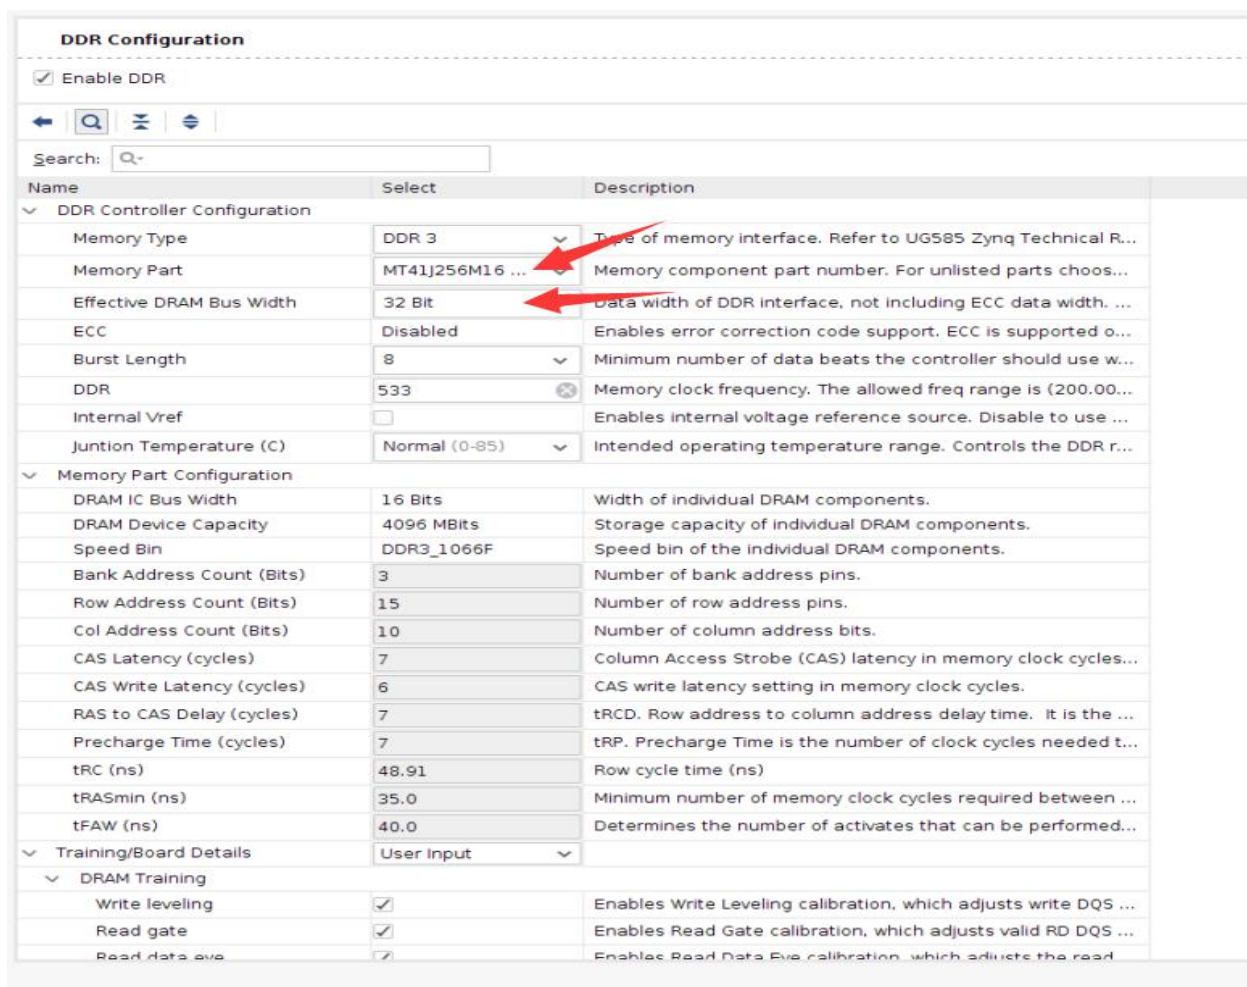 DDR Configuration
Enable DDR
Search:
Name Select Description
DDR Controller Configuration
Memory Type DDR 3 Type of memory interface. Refer to UG585 Zynq Technical R...
Memory Part MT41J256M16 ... Memory component part number. For unlisted parts choos...
Effective DRAM Bus Width 32 Bit Data width of DDR interface, not including ECC data width. ...
ECC Disabled Enables error correction code support. ECC is supported o...
Burst Length 8 Minimum number of data beats the controller should use w...
DDR 533 Memory clock frequency. The allowed freq range is (200.00...
Internal Vref Enables internal voltage reference source. Disable to use ...
Juntion Temperature (C) Normal (0-85) Intended operating temperature range. Controls the DDR r...
Memory Part Configuration
DRAM IC Bus Width 16 Bits Width of individual DRAM components.
DRAM Device Capacity 4096 MBits Storage capacity of individual DRAM components.
Speed Bin DDR3_1066F Speed bin of the individual DRAM components.
Bank Address Count (Bits) 3 Number of bank address pins.
Row Address Count (Bits) 15 Number of row address pins.
Col Address Count (Bits) 10 Number of column address bits.
CAS Latency (cycles) 7 Column Access Strobe (CAS) latency in memory clock cycles...
CAS Write Latency (cycles) 6 CAS write latency setting in memory clock cycles.
RAS to CAS Delay (cycles) 7 tRCD. Row address to column address delay time. It is the ...
Precharge Time (cycles) 7 tRP. Precharge Time is the number of clock cycles needed t...
tRC (ns) 48.91 Row cycle time (ns)
tRASmin (ns) 35.0 Minimum number of memory clock cycles required between ...
tFAW (ns) 40.0 Determines the number of activates that can be performed...
Training/Board Details User Input
DRAM Training
Write leveling Enables Write Leveling calibration, which adjusts write DQS ...
Read gate Enables Read Gate calibration, which adjusts valid RD DQS ...
Read data eye Enables Read Data Eye calibration, which adjusts the read